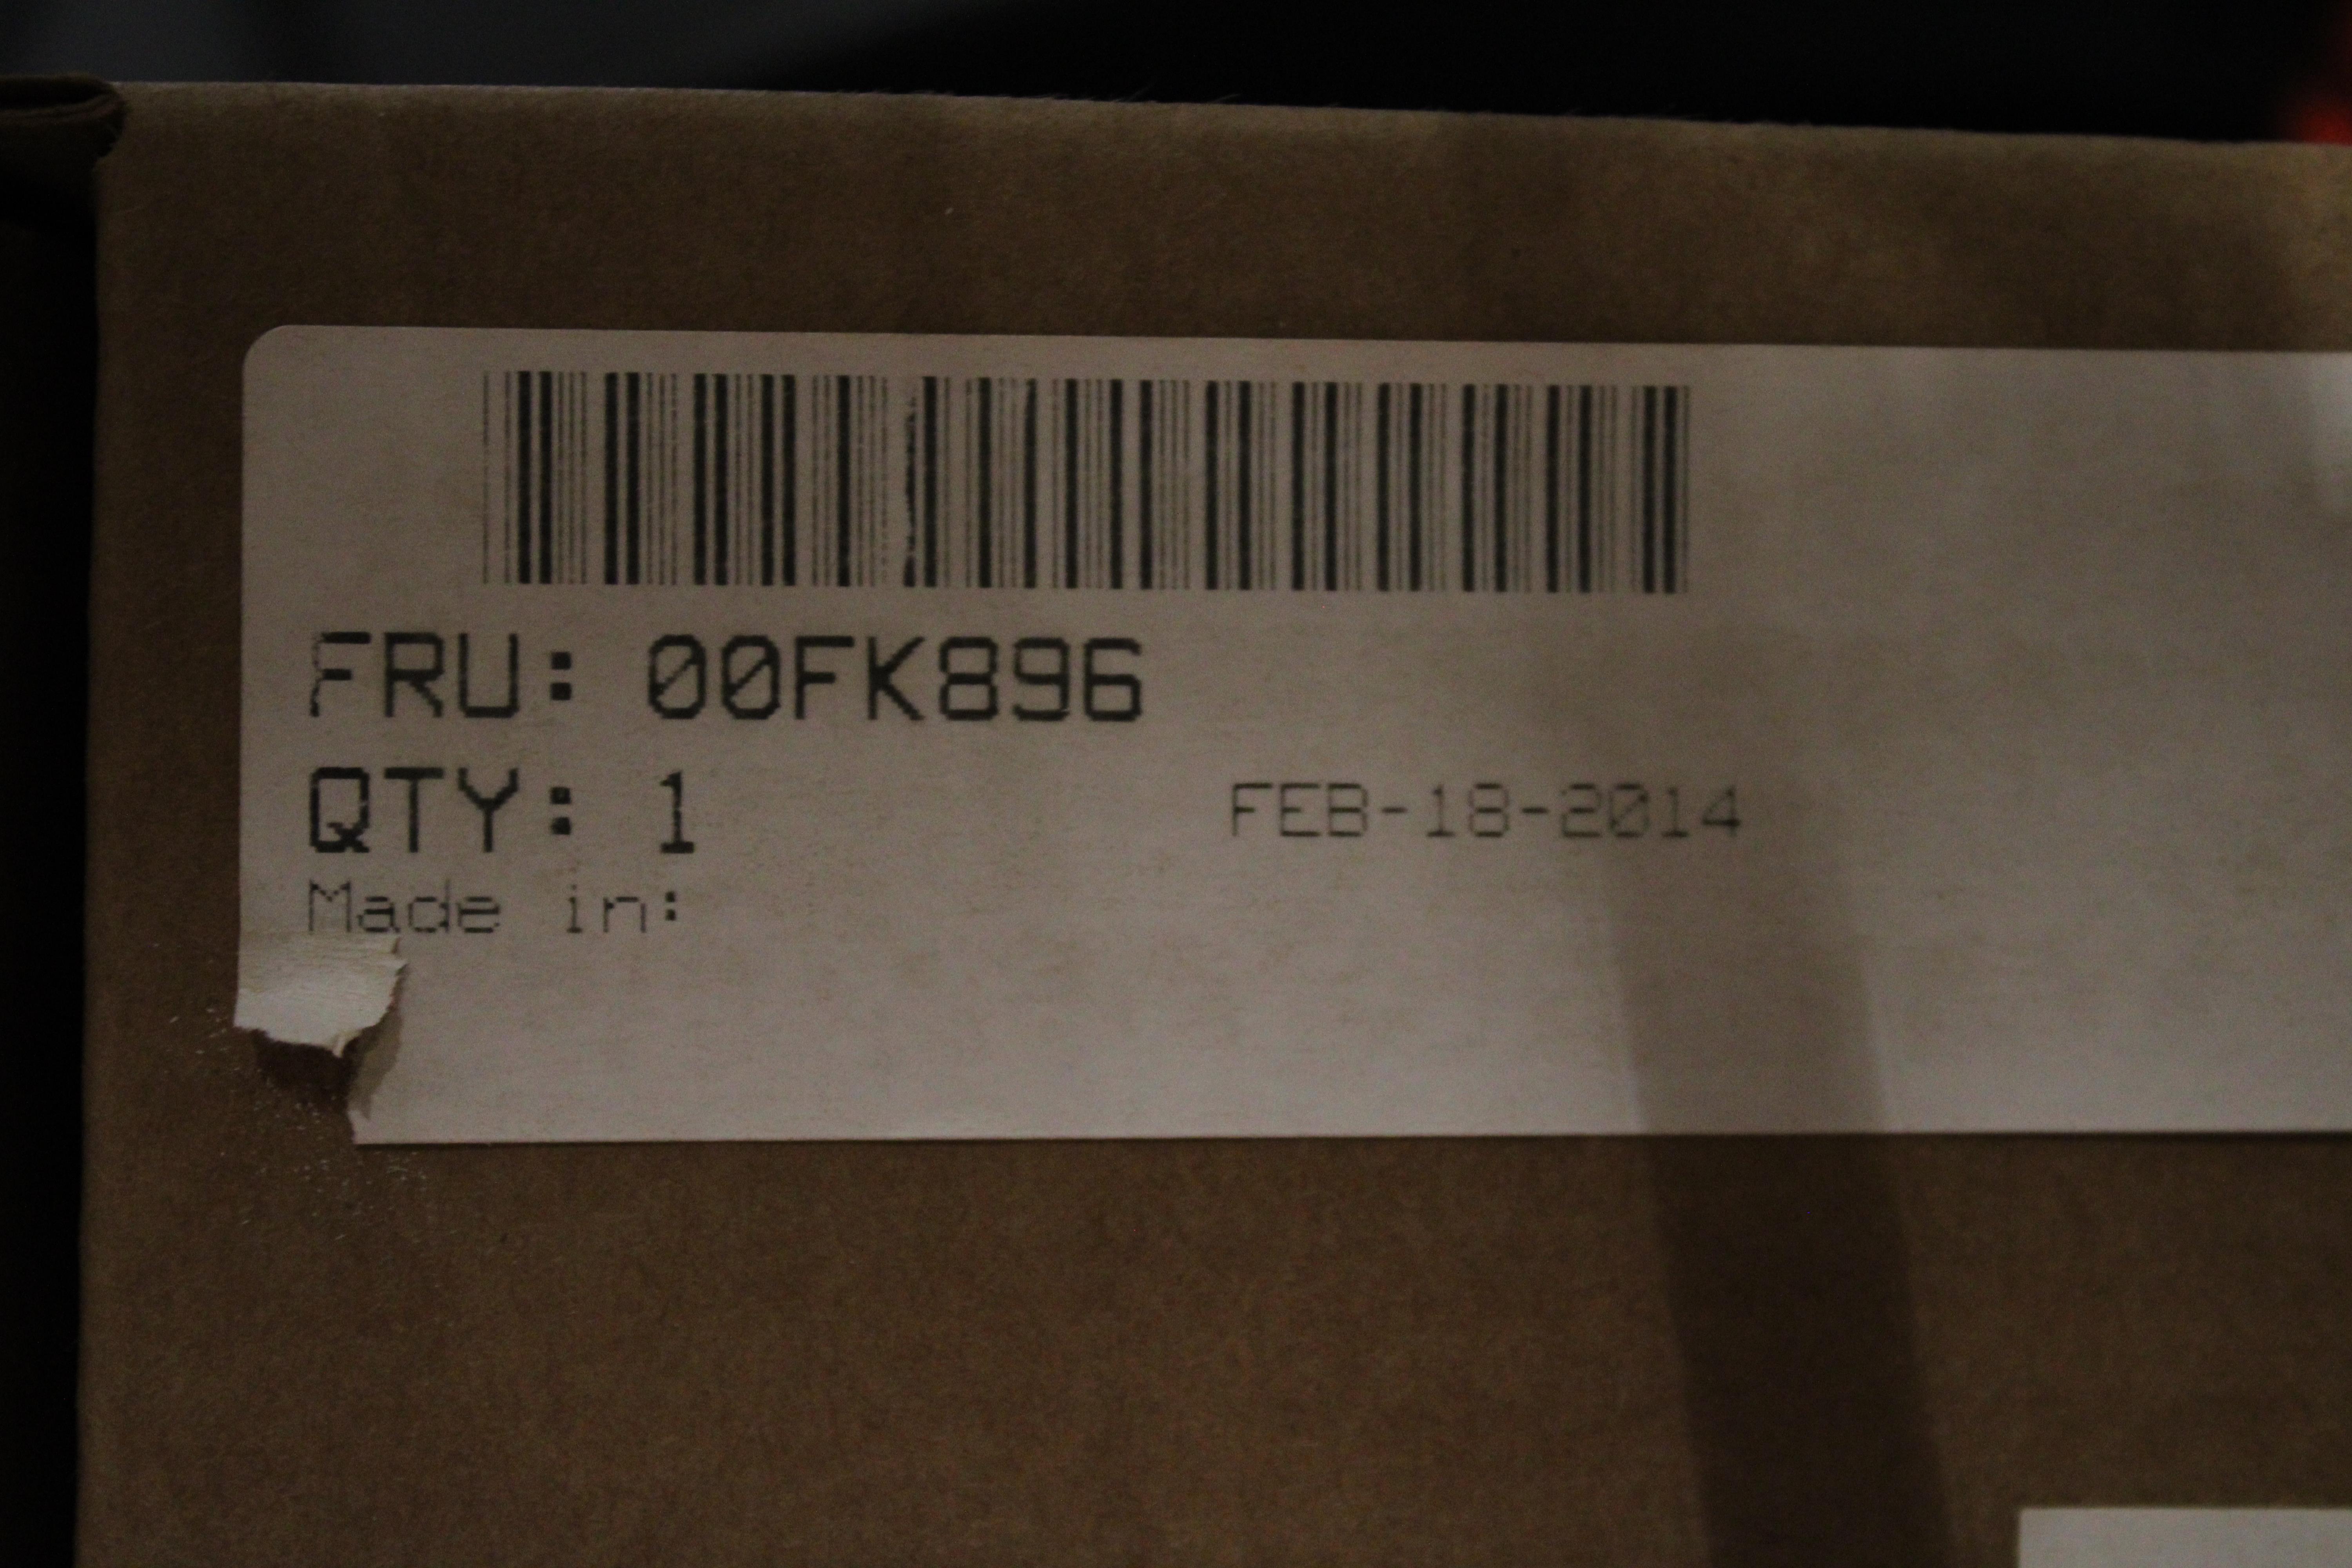 FRU: 00FK896
QTY: 1 FEB-18-2014
Made in: